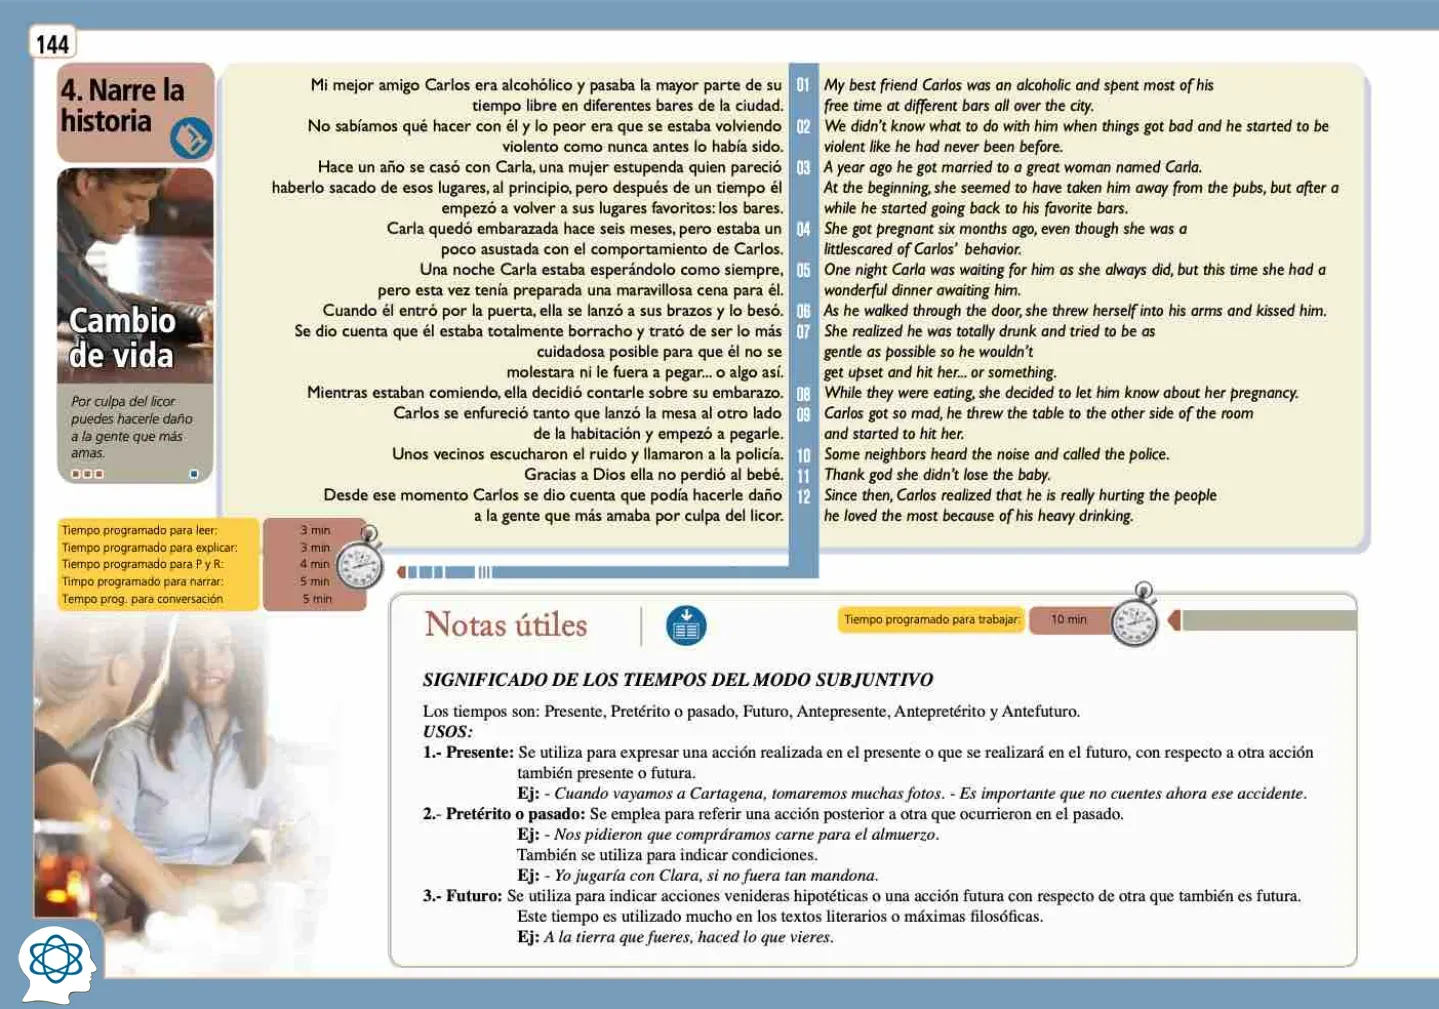 144
4. Narre la
historia
Cambio
de vida
Por culpa del licor
puedes hacerle daño
a la gente que más
amas.
Mi mejor amigo Carlos era alcohólico y pasaba la mayor parte de su
tiempo libre en diferentes bares de la ciudad.
No sabíamos qué hacer con él y lo peor era que se estaba volviendo
violento como nunca antes lo había sido.
Hace un año se casó con Carla, una mujer estupenda quien pareció
haberlo sacado de esos lugares, al principio, pero después de un tiempo él
empezó a volver a sus lugares favoritos: los bares.
Carla quedó embarazada hace seis meses, pero estaba un
poco asustada con el comportamiento de Carlos.
Una noche Carla estaba esperándolo como siempre,
pero esta vez tenía preparada una maravillosa cena para él.
Cuando él entró por la puerta, ella se lanzó a sus brazos y lo besó.
Se dio cuenta que él estaba totalmente borracho y trató de ser lo más
cuidadosa posible para que él no se
molestara ni le fuera a pegar... o algo así.
Mientras estaban comiendo, ella decidió contarle sobre su embarazo.
Carlos se enfureció tanto que lanzó la mesa al otro lado
de la habitación y empezó a pegarle.
Unos vecinos escucharon el ruido y llamaron a la policía.
Gracias a Dios ella no perdió al bebé.
Desde ese momento Carlos se dio cuenta que podía hacerle daño
a la gente que más amaba por culpa del licor.
01
02
03
04
05
06
07
08
09
10
11
12
My best friend Carlos was an alcoholic and spent most of his
free time at different bars all over the city.
We didn't know what to do with him when things got bad and he started to be
violent like he had never been before.
A year ago he got married to a great woman named Carla.
At the beginning, she seemed to have taken him away from the pubs, but after a
while he started going back to his favorite bars.
She got pregnant six months ago, even though she was a
littlescared of Carlos' behavior.
One night Carla was waiting for him as she always did, but this time she had a
wonderful dinner awaiting him.
As he walked through the door, she threw herself into his arms and kissed him.
She realized he was totally drunk and tried to be as
gentle as possible so he wouldn't
get upset and hit her... or something.
While they were eating, she decided to let him know about her pregnancy.
Carlos got so mad, he threw the table to the other side of the room
and started to hit her.
Some neighbors heard the noise and called the police.
Thank god she didn't lose the baby.
Since then, Carlos realized that he is really hurting the people
he loved the most because of his heavy drinking.
Tiempo programado para leer: 3 min
Tiempo programado para explicar: 3 min
Tiempo programado para P y R: 4 min
Timpo programado para narrar: 5 min
Tempo prog. para conversación 5 min
Notas útiles
Tiempo programado para trabajar: 10 min
SIGNIFICADO DE LOS TIEMPOS DEL MODO SUBJUNTIVO
Los tiempos son: Presente, Pretérito o pasado, Futuro, Antepresente, Antepretérito y Antefuturo.
USOS:
1.- Presente: Se utiliza para expresar una acción realizada en el presente o que se realizará en el futuro, con respecto a otra acción
también presente o futura.
Ej: - Cuando vayamos a Cartagena, tomaremos muchas fotos. - Es importante que no cuentes ahora ese accidente.
2.- Pretérito o pasado: Se emplea para referir una acción posterior a otra que ocurrieron en el pasado.
Ej: - Nos pidieron que compráramos carne para el almuerzo.
También se utiliza para indicar condiciones.
Ej: - Yo jugaría con Clara, si no fuera tan mandona.
3.- Futuro: Se utiliza para indicar acciones venideras hipotéticas o una acción futura con respecto de otra que también es futura.
Este tiempo es utilizado mucho en los textos literarios o máximas filosóficas.
Ej: A la tierra que fueres, haced lo que vieres.